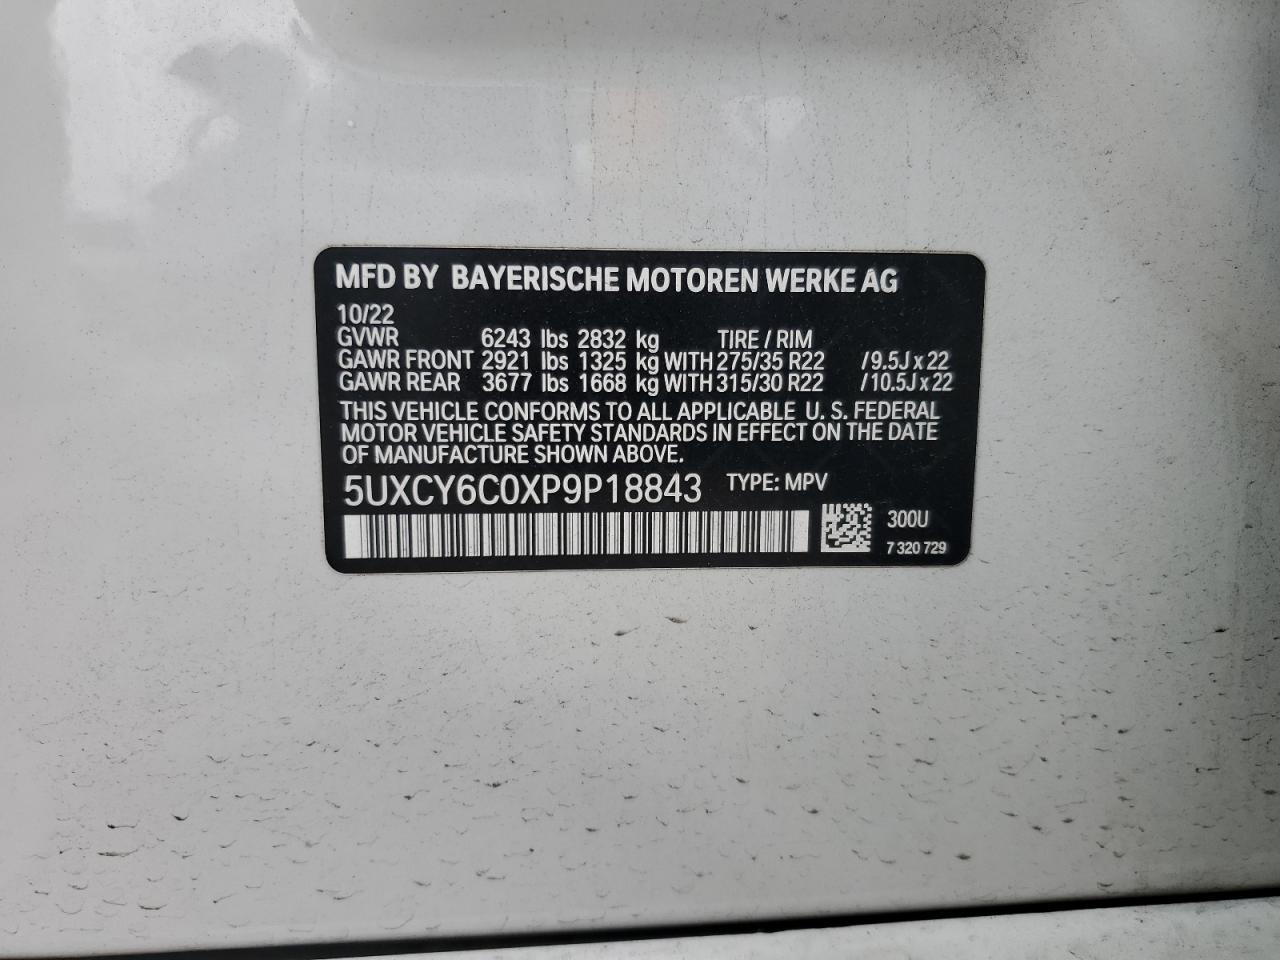 MFD BY BAYERISCHE MOTOREN WERKE AG
10/22
GVWR 6243 lbs 2832 kg TIRE / RIM
GAWR FRONT 2921 lbs 1325 kg WITH 275/35 R22 /9.5J x 22
GAWR REAR 3677 lbs 1668 kg WITH 315/30 R22 /10.5J x 22
THIS VEHICLE CONFORMS TO ALL APPLICABLE U. S. FEDERAL
MOTOR VEHICLE SAFETY STANDARDS IN EFFECT ON THE DATE
OF MANUFACTURE SHOWN ABOVE.
5UXCY6C0XP9P18843 TYPE: MPV
300U
7 320 729